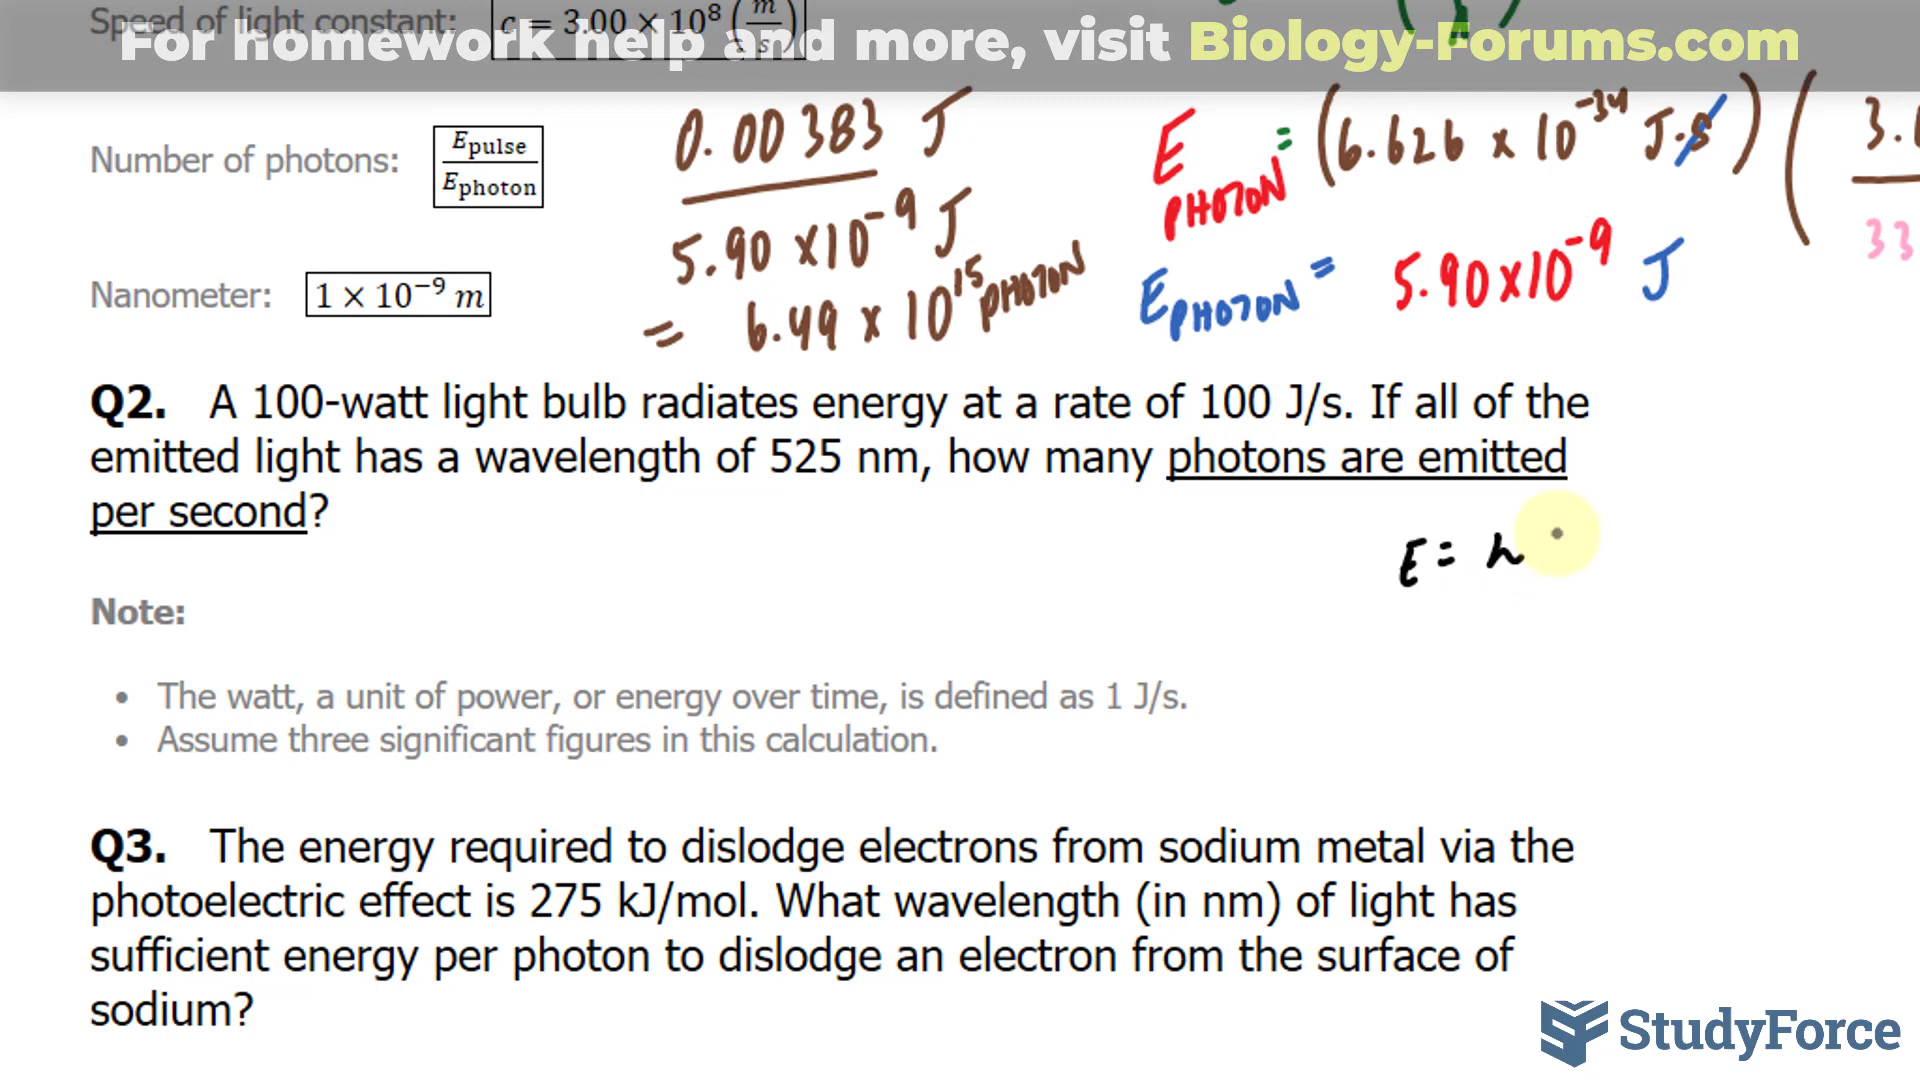 Speed of light constant: c = 3.00 × 10⁸ (m/s)
For homework help and more, visit Biology-Forums.com
Number of photons: E pulse / E photon
0.00383 J
5.90 ×10⁻⁹ J
= 6.49 × 10¹⁵ PHOTON
E PHOTON = (6.626 × 10⁻³⁴ J·s) ( 3.
33
E PHOTON = 5.90×10⁻⁹ J
Nanometer: 1 × 10⁻⁹ m
Q2. A 100-watt light bulb radiates energy at a rate of 100 J/s. If all of the
emitted light has a wavelength of 525 nm, how many photons are emitted
per second?
E = h
Note:
• The watt, a unit of power, or energy over time, is defined as 1 J/s.
• Assume three significant figures in this calculation.
Q3. The energy required to dislodge electrons from sodium metal via the
photoelectric effect is 275 kJ/mol. What wavelength (in nm) of light has
sufficient energy per photon to dislodge an electron from the surface of
sodium?
StudyForce